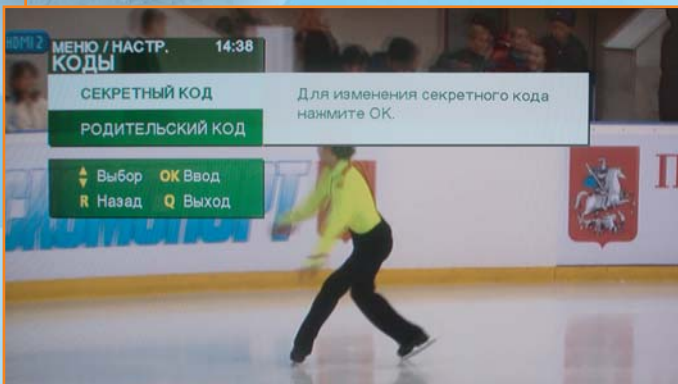 HDMI 2
МЕНЮ / НАСТР. 14:38
КОДЫ
СЕКРЕТНЫЙ КОД
Для изменения секретного кода
нажмите OK.
РОДИТЕЛЬСКИЙ КОД
Выбор OK Ввод
R Назад Q Выход